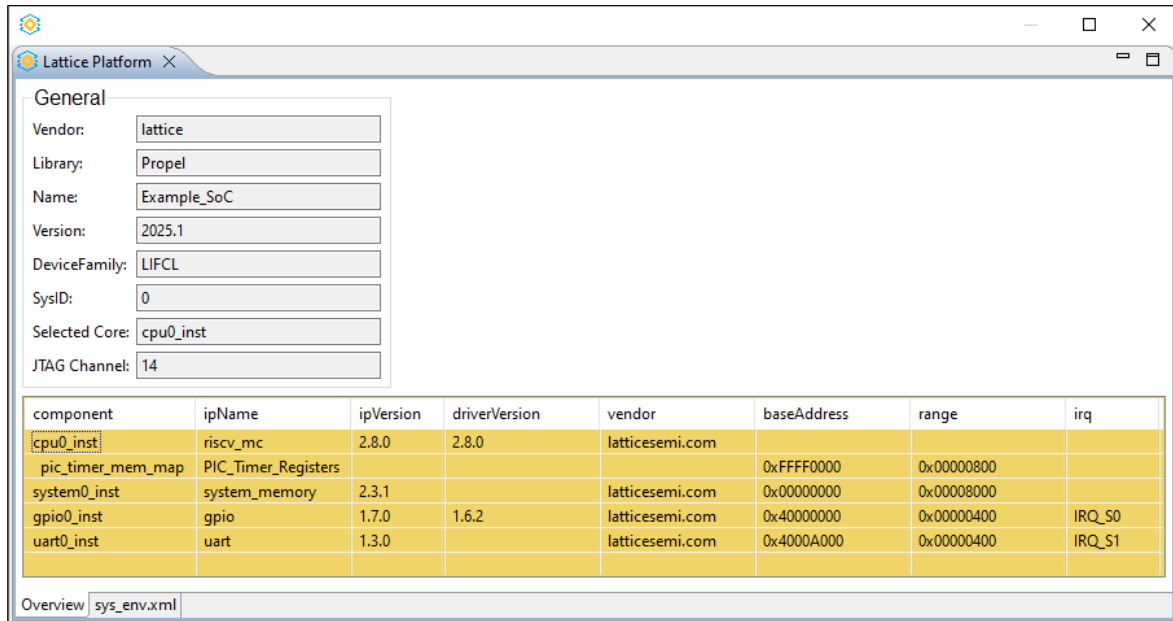 Lattice Platform
General
Vendor: lattice
Library: Propel
Name: Example_SoC
Version: 2025.1
DeviceFamily: LIFCL
SysID: 0
Selected Core: cpu0_inst
JTAG Channel: 14
component ipName ipVersion driverVersion vendor baseAddress range irq
cpu0_inst riscv_mc 2.8.0 2.8.0 latticesemi.com
pic_timer_mem_map PIC_Timer_Registers 0xFFFF0000 0x00000800
system0_inst system_memory 2.3.1 latticesemi.com 0x00000000 0x00008000
gpio0_inst gpio 1.7.0 1.6.2 latticesemi.com 0x40000000 0x00000400 IRQ_S0
uart0_inst uart 1.3.0 latticesemi.com 0x4000A000 0x00000400 IRQ_S1
Overview sys_env.xml